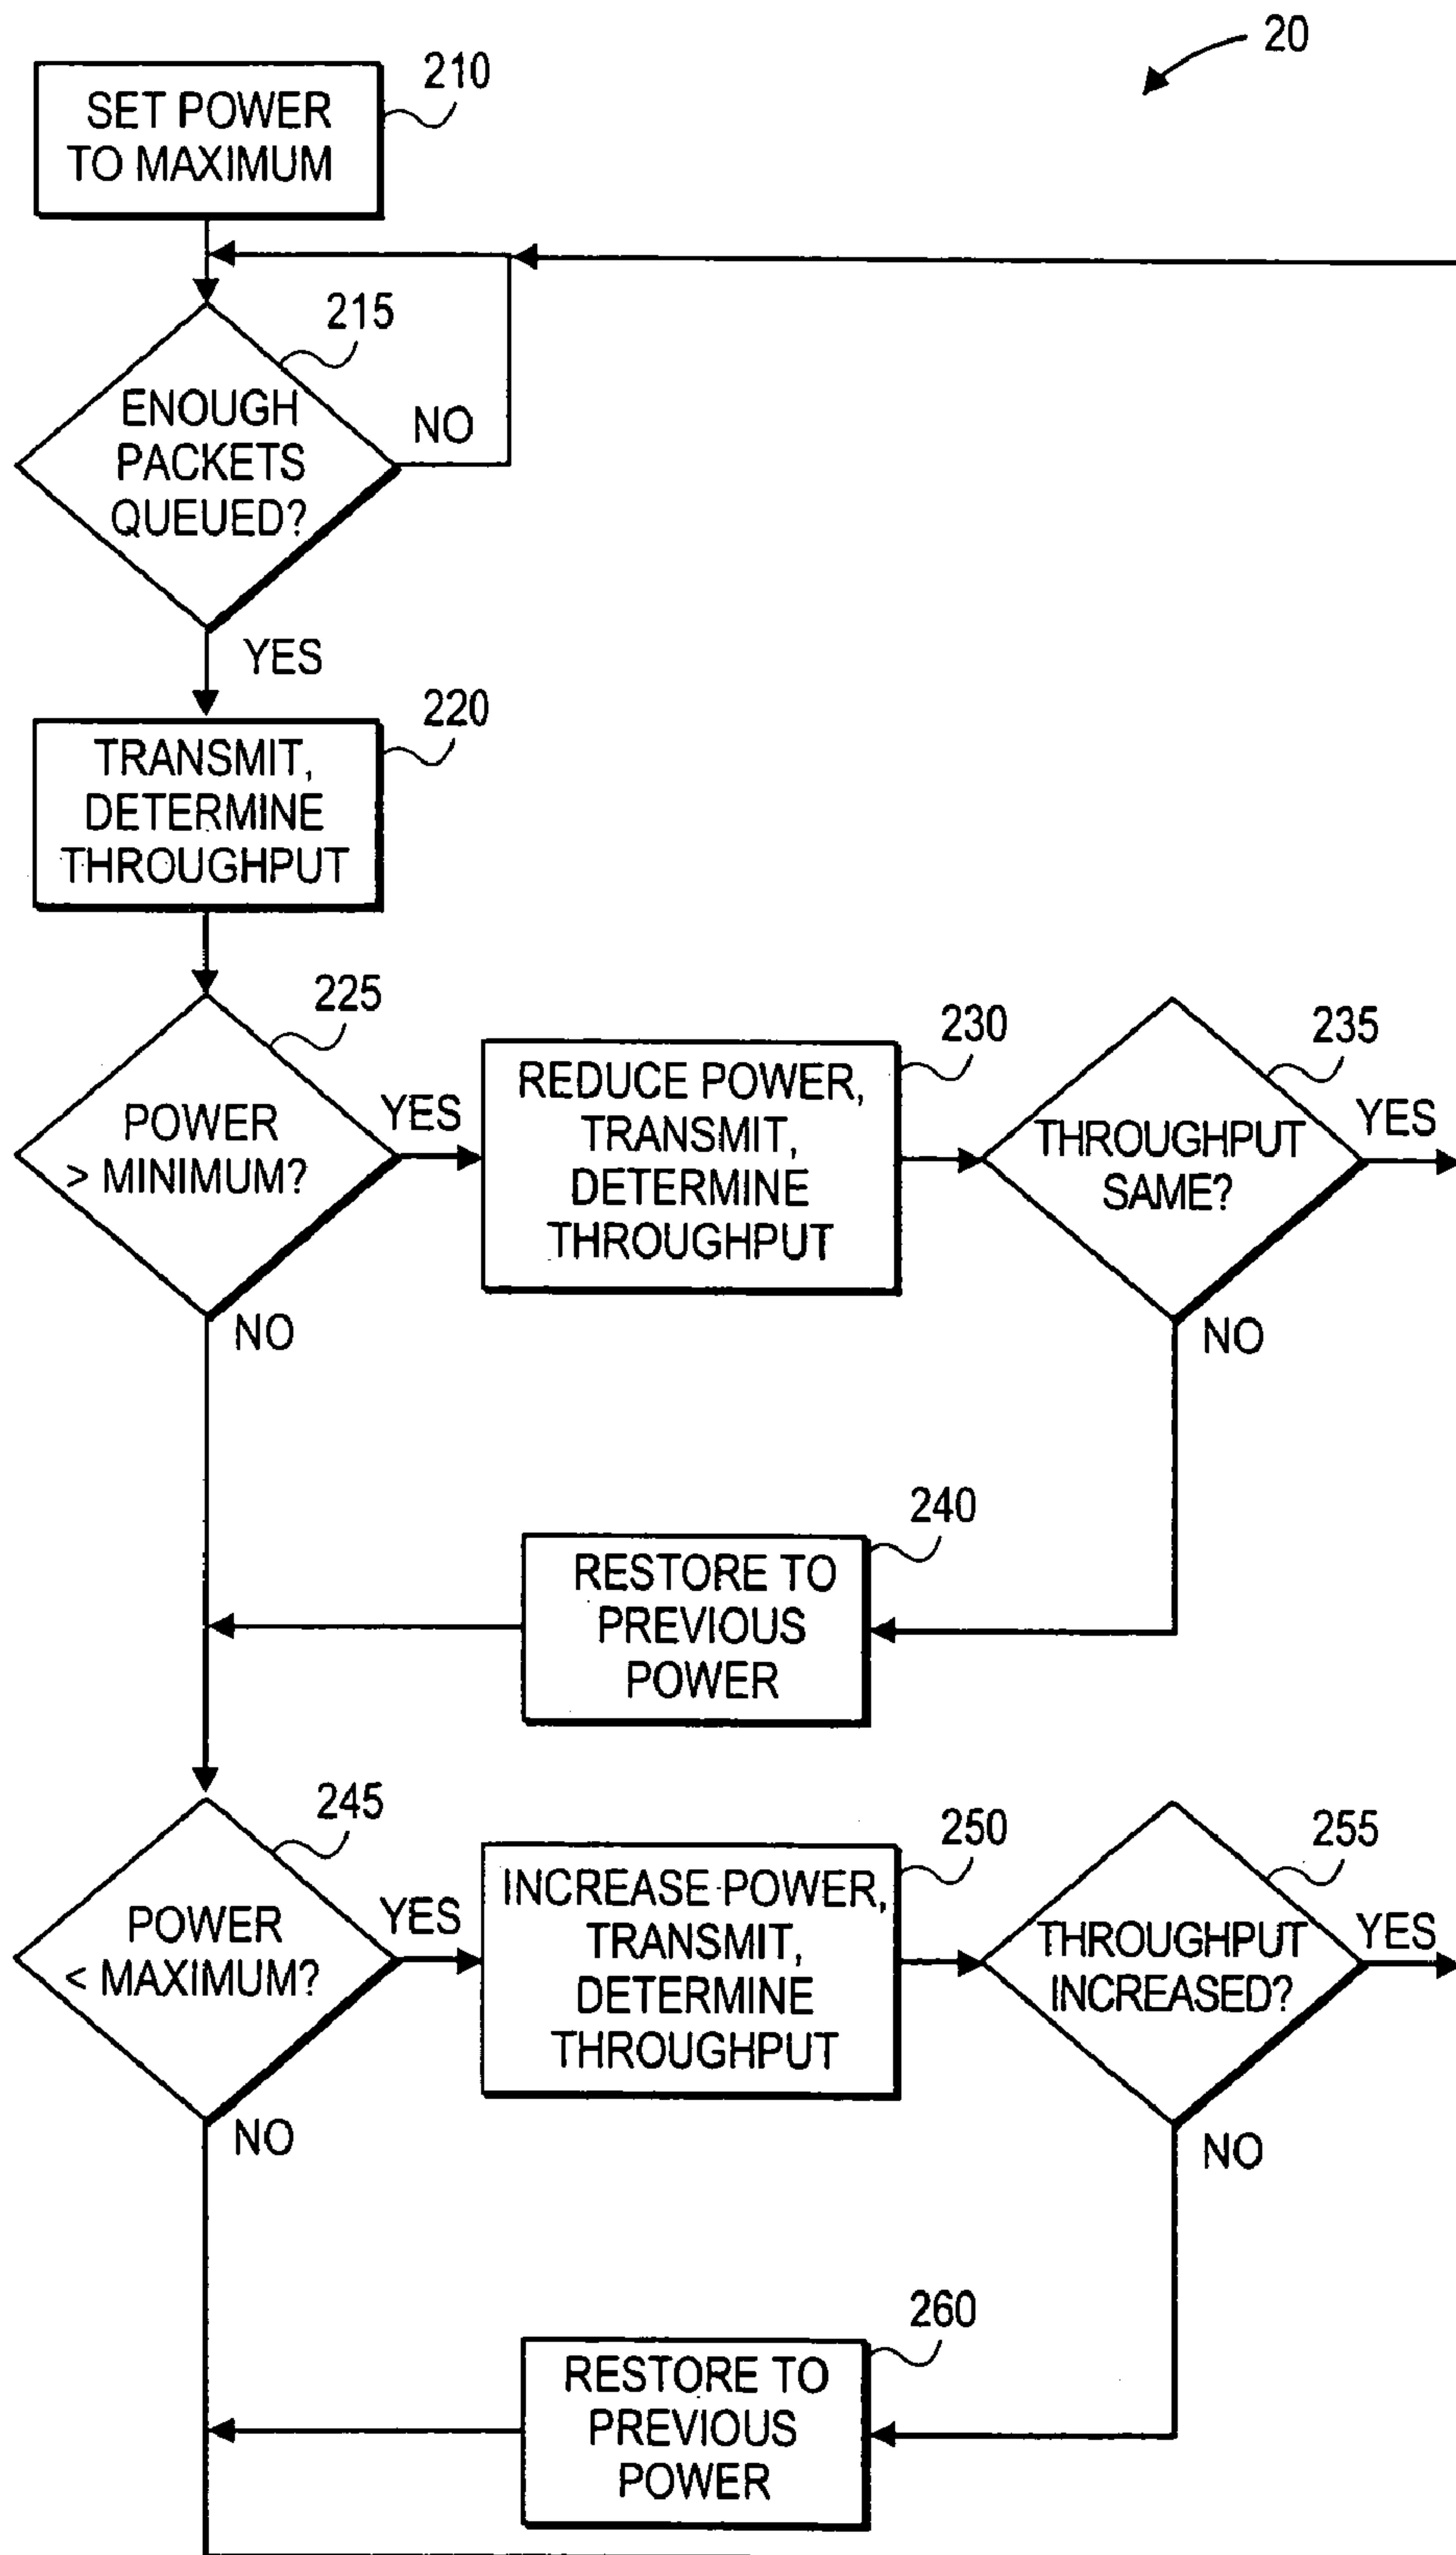 20
210
SET POWER
TO MAXIMUM
215
ENOUGH
PACKETS
QUEUED?
NO
YES
220
TRANSMIT,
DETERMINE
THROUGHPUT
225
POWER
> MINIMUM?
YES
NO
230
REDUCE POWER,
TRANSMIT,
DETERMINE
THROUGHPUT
235
THROUGHPUT
SAME?
YES
NO
240
RESTORE TO
PREVIOUS
POWER
245
POWER
< MAXIMUM?
YES
NO
250
INCREASE POWER,
TRANSMIT,
DETERMINE
THROUGHPUT
255
THROUGHPUT
INCREASED?
YES
NO
260
RESTORE TO
PREVIOUS
POWER